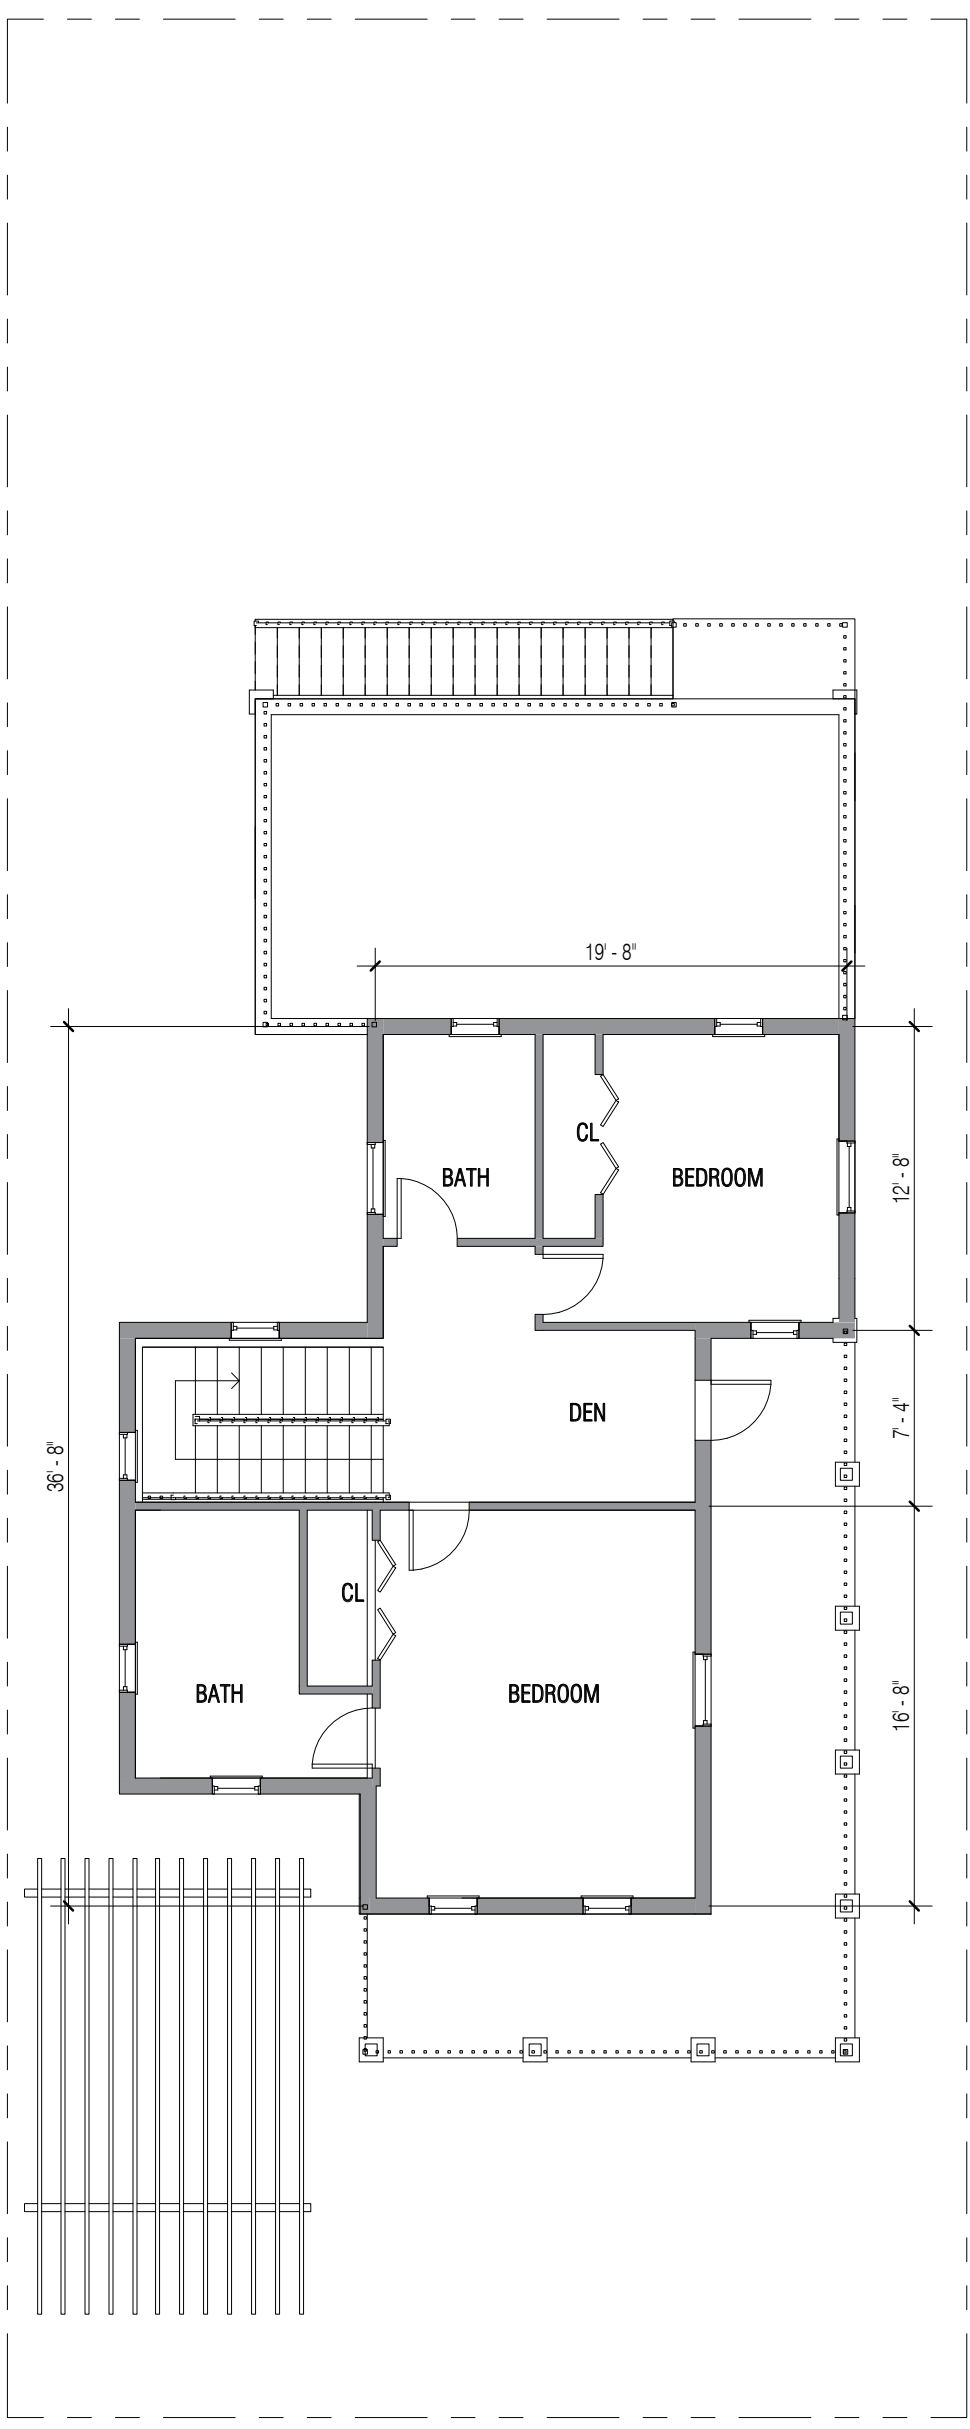 19' - 8"
CL
BATH
BEDROOM
12' - 8"
DEN
7' - 4"
36' - 8"
CL
BATH
BEDROOM
16' - 8"